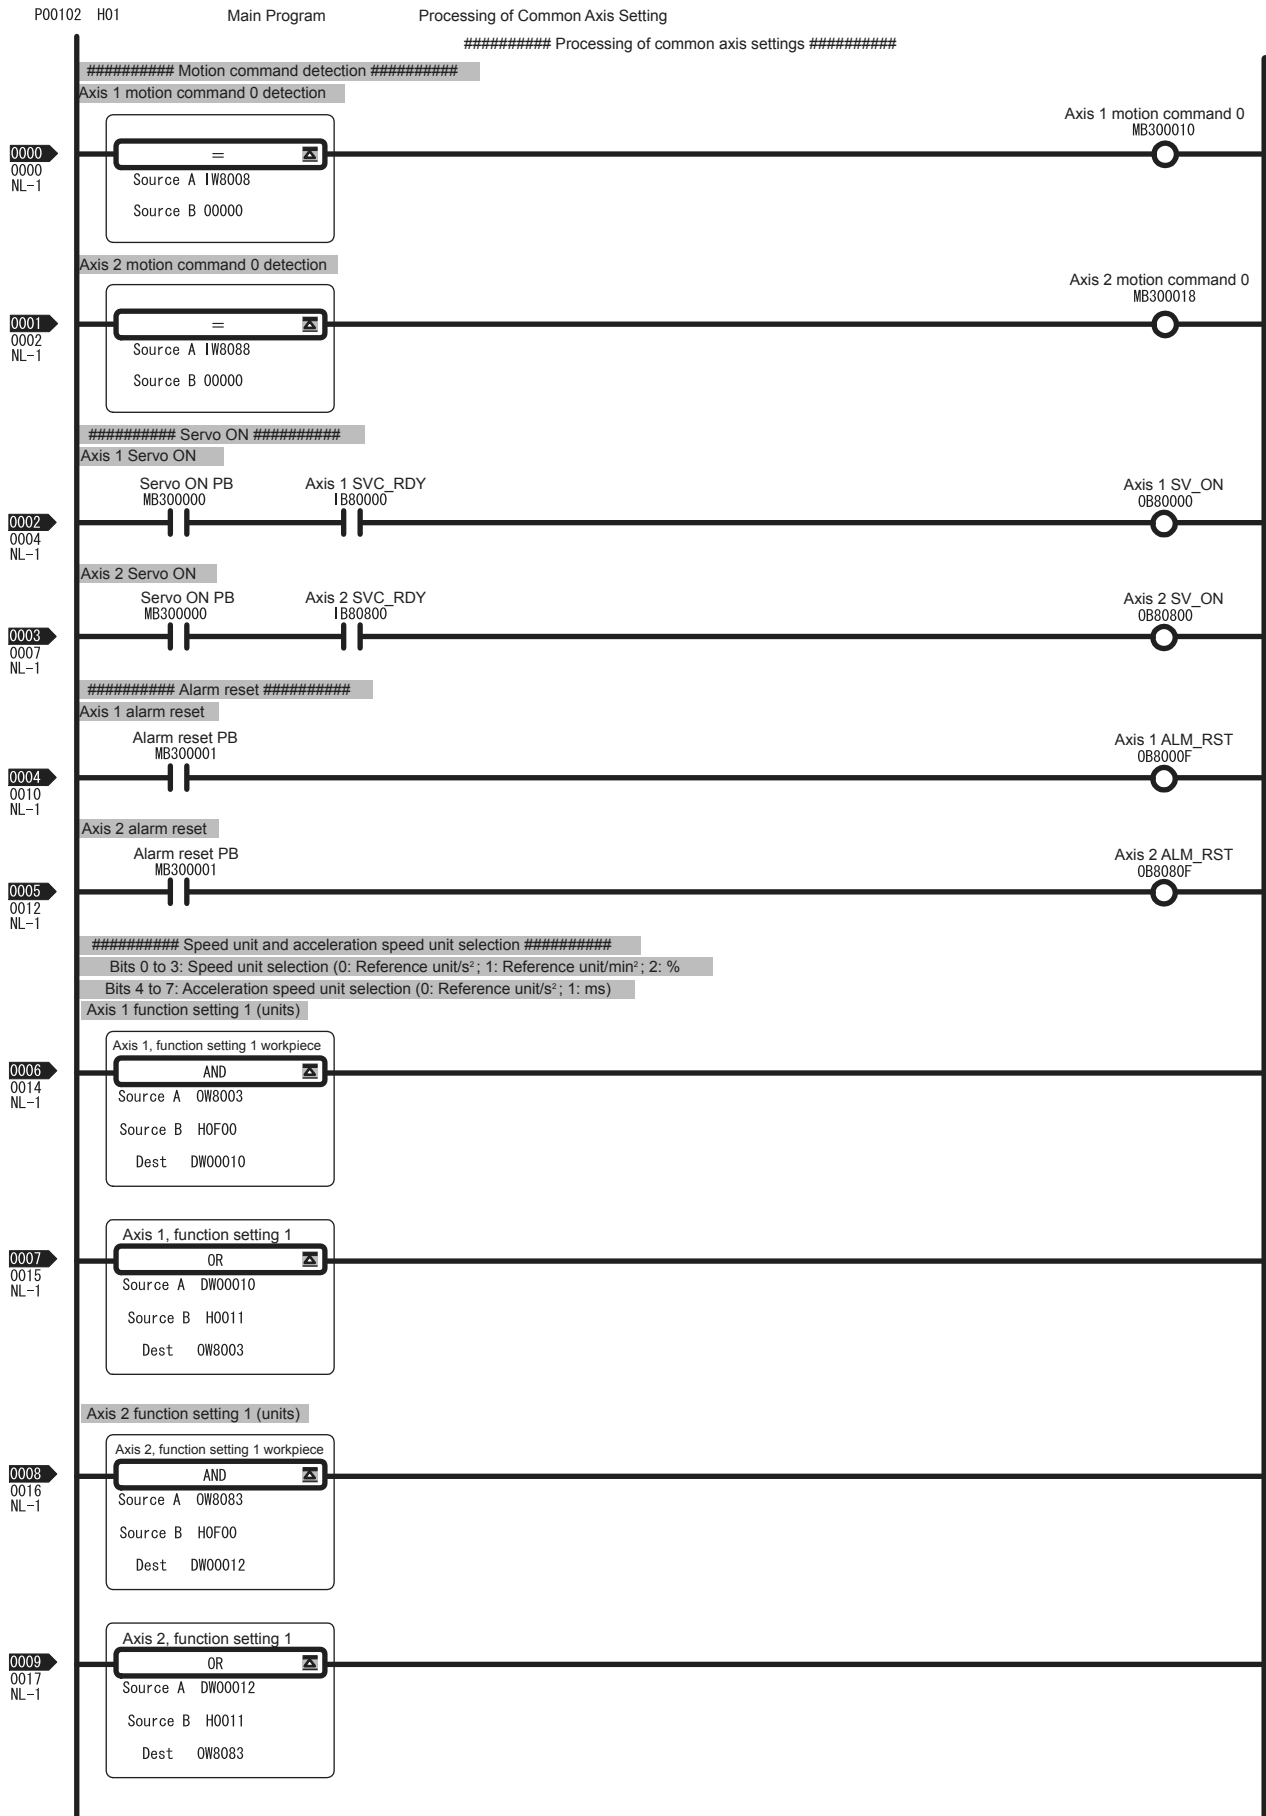 P00102 H01 Main Program Processing of Common Axis Setting
########## Processing of common axis settings ##########
########## Motion command detection ##########
Axis 1 motion command 0 detection
Axis 1 motion command 0
MB300010
0000
0000
NL-1
=
Source A IW8008
Source B 00000
Axis 2 motion command 0 detection
Axis 2 motion command 0
MB300018
0001
0002
NL-1
=
Source A IW8088
Source B 00000
########## Servo ON ##########
Axis 1 Servo ON
Servo ON PB Axis 1 SVC_RDY Axis 1 SV_ON
MB300000 IB80000 OB80000
0002
0004
NL-1
Axis 2 Servo ON
Servo ON PB Axis 2 SVC_RDY Axis 2 SV_ON
MB300000 IB80800 OB80800
0003
0007
NL-1
########## Alarm reset ##########
Axis 1 alarm reset
Alarm reset PB Axis 1 ALM_RST
MB300001 OB8000F
0004
0010
NL-1
Axis 2 alarm reset
Alarm reset PB Axis 2 ALM_RST
MB300001 OB8080F
0005
0012
NL-1
########## Speed unit and acceleration speed unit selection ##########
Bits 0 to 3: Speed unit selection (0: Reference unit/s²; 1: Reference unit/min²; 2: %
Bits 4 to 7: Acceleration speed unit selection (0: Reference unit/s²; 1: ms)
Axis 1 function setting 1 (units)
Axis 1, function setting 1 workpiece
0006
0014
NL-1
AND
Source A OW8003
Source B H0F00
Dest DW00010
Axis 1, function setting 1
0007
0015
NL-1
OR
Source A DW00010
Source B H0011
Dest OW8003
Axis 2 function setting 1 (units)
Axis 2, function setting 1 workpiece
0008
0016
NL-1
AND
Source A OW8083
Source B H0F00
Dest DW00012
Axis 2, function setting 1
0009
0017
NL-1
OR
Source A DW00012
Source B H0011
Dest OW8083